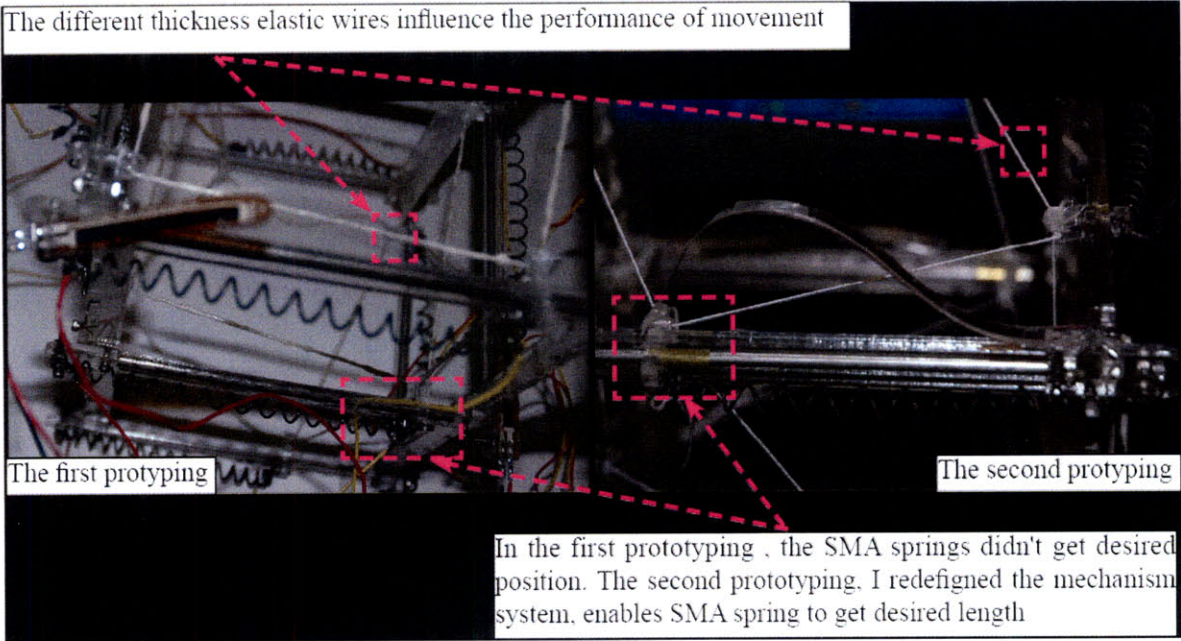 The different thickness elastic wires influence the performance of movement
The first protyping
The second protyping
In the first prototyping , the SMA springs didn't get desired
position. The second prototyping, I redefigned the mechanism
system, enables SMA spring to get desired length